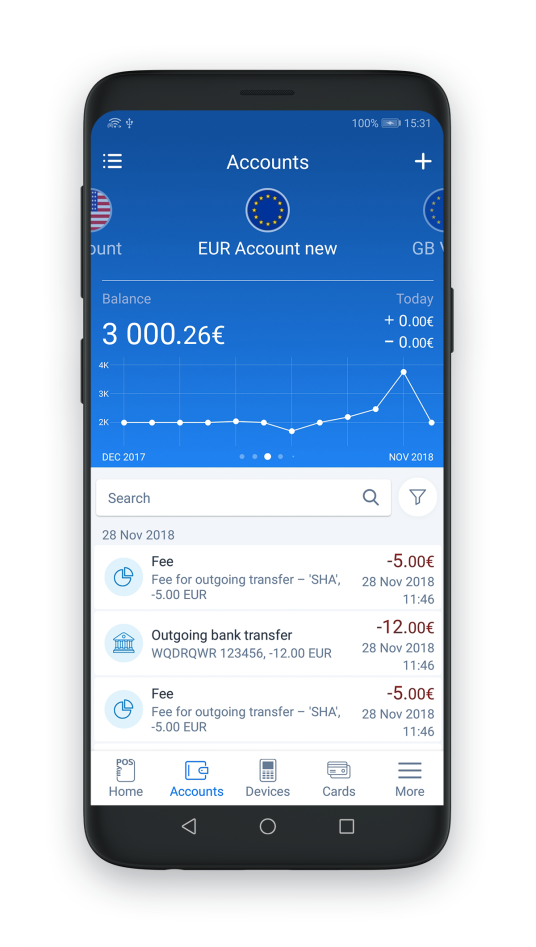 100% 15:31
Accounts
ount EUR Account new GB
Balance Today
3 000.26€ + 0.00€
− 0.00€
4K
3K
2K
DEC 2017 NOV 2018
Search
28 Nov 2018
Fee -5.00€
Fee for outgoing transfer – 'SHA', 28 Nov 2018
-5.00 EUR 11:46
Outgoing bank transfer -12.00€
WQDRQWR 123456, -12.00 EUR 28 Nov 2018
11:46
Fee -5.00€
Fee for outgoing transfer – 'SHA', 28 Nov 2018
-5.00 EUR 11:46
POS
Home Accounts Devices Cards More